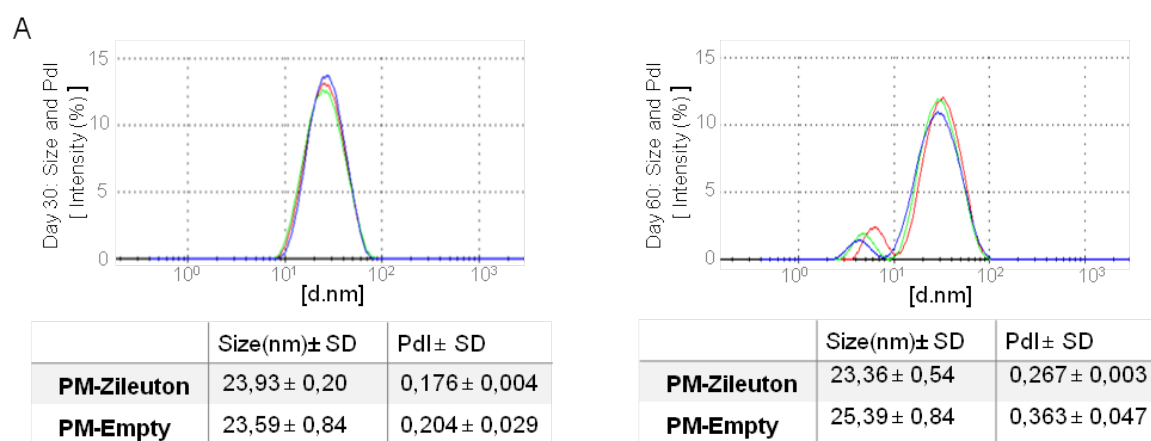 A
Day 30: Size and PdI
[ Intensity (%) ]
15
10
5
0
10⁰
10¹
10²
10³
[d.nm]
Size(nm)± SD PdI± SD
PM-Zileuton 23,93± 0,20 0,176± 0,004
PM-Empty 23,59± 0,84 0,204± 0,029
Day 60: Size and PdI
[ Intensity (%) ]
15
10
5
0
10⁰
10¹
10²
10³
[d.nm]
Size(nm)± SD PdI± SD
PM-Zileuton 23,36± 0,54 0,267± 0,003
PM-Empty 25,39± 0,84 0,363± 0,047